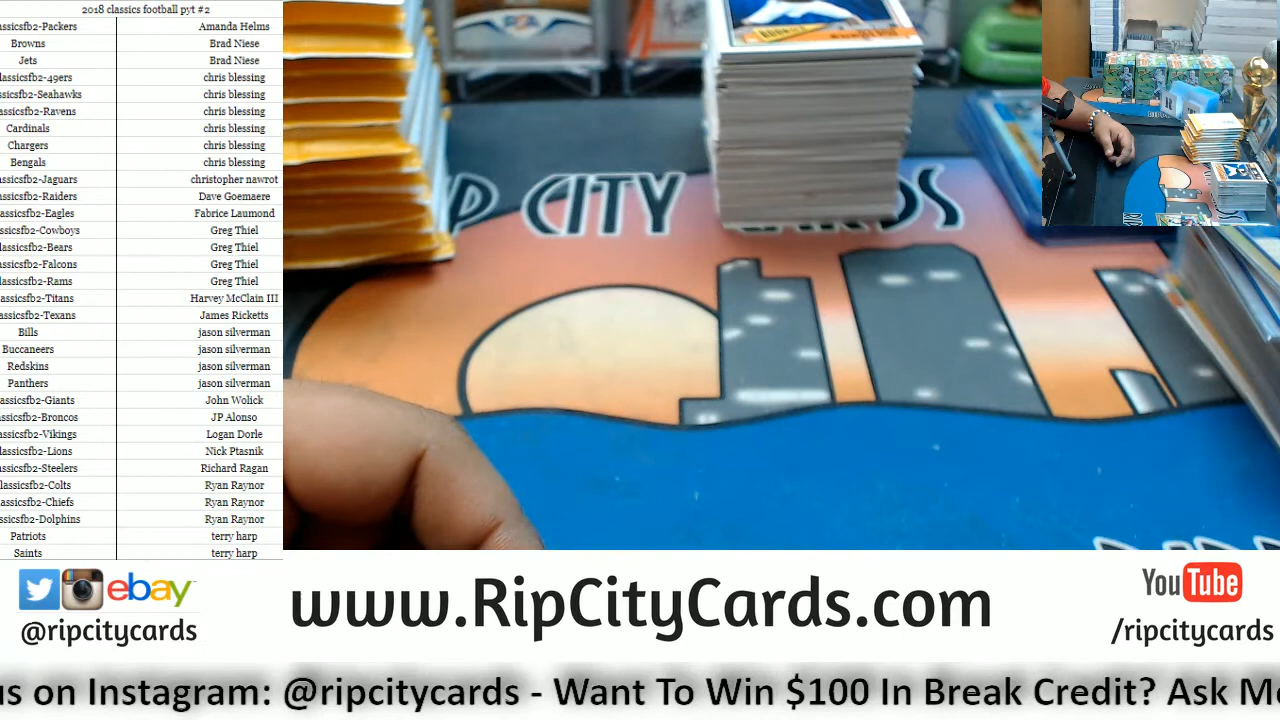 2018 classics football pyt #2
assicsfb2-Packers Amanda Helms
Browns Brad Niese
Jets Brad Niese
lassicsfb2-49ers chris blessing
assicsfb2-Seahawks chris blessing
assicsfb2-Ravens chris blessing
Cardinals chris blessing
Chargers chris blessing
Bengals chris blessing
assicsfb2-Jaguars christopher nawrot
assicsfb2-Raiders Dave Goemaere
assicsfb2-Eagles Fabrice Laumond
assicsfb2-Cowboys Greg Thiel
lassicsfb2-Bears Greg Thiel
assicsfb2-Falcons Greg Thiel
lassicsfb2-Rams Greg Thiel
assicsfb2-Titans Harvey McClain III
assicsfb2-Texans James Ricketts
Bills jason silverman
Buccaneers jason silverman
Redskins jason silverman
Panthers jason silverman
assicsfb2-Giants John Wolick
assicsfb2-Broncos JP Alonso
assicsfb2-Vikings Logan Dorle
lassicsfb2-Lions Nick Ptasnik
assicsfb2-Steelers Richard Ragan
lassicsfb2-Colts Ryan Raynor
assicsfb2-Chiefs Ryan Raynor
ssicsfb2-Dolphins Ryan Raynor
Patriots terry harp
Saints terry harp
IP CITY CARDS
ebay
@ripcitycards
www.RipCityCards.com
YouTube
/ripcitycards
us on Instagram: @ripcitycards - Want To Win $100 In Break Credit? Ask Mo